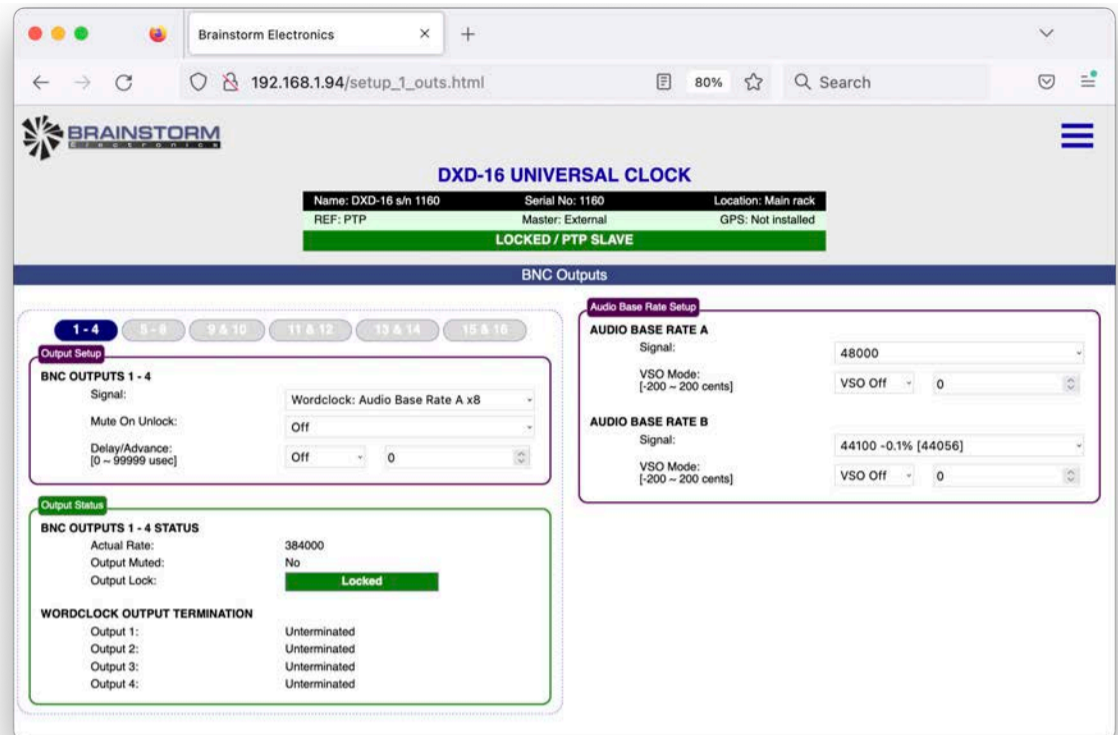 Brainstorm Electronics
192.168.1.94/setup_1_outs.html
80%
Search
BRAINSTORM
Electronics
DXD-16 UNIVERSAL CLOCK
Name: DXD-16 s/n 1160 Serial No: 1160 Location: Main rack
REF: PTP Master: External GPS: Not installed
LOCKED / PTP SLAVE
BNC Outputs
1 - 4 5 - 8 9 & 10 11 & 12 13 & 14 15 & 16
Output Setup
BNC OUTPUTS 1 - 4
Signal: Wordclock: Audio Base Rate A x8
Mute On Unlock: Off
Delay/Advance: Off 0
[0 ~ 99999 usec]
Output Status
BNC OUTPUTS 1 - 4 STATUS
Actual Rate: 384000
Output Muted: No
Output Lock: Locked
WORDCLOCK OUTPUT TERMINATION
Output 1: Unterminated
Output 2: Unterminated
Output 3: Unterminated
Output 4: Unterminated
Audio Base Rate Setup
AUDIO BASE RATE A
Signal: 48000
VSO Mode: VSO Off 0
[-200 ~ 200 cents]
AUDIO BASE RATE B
Signal: 44100 -0.1% [44056]
VSO Mode: VSO Off 0
[-200 ~ 200 cents]